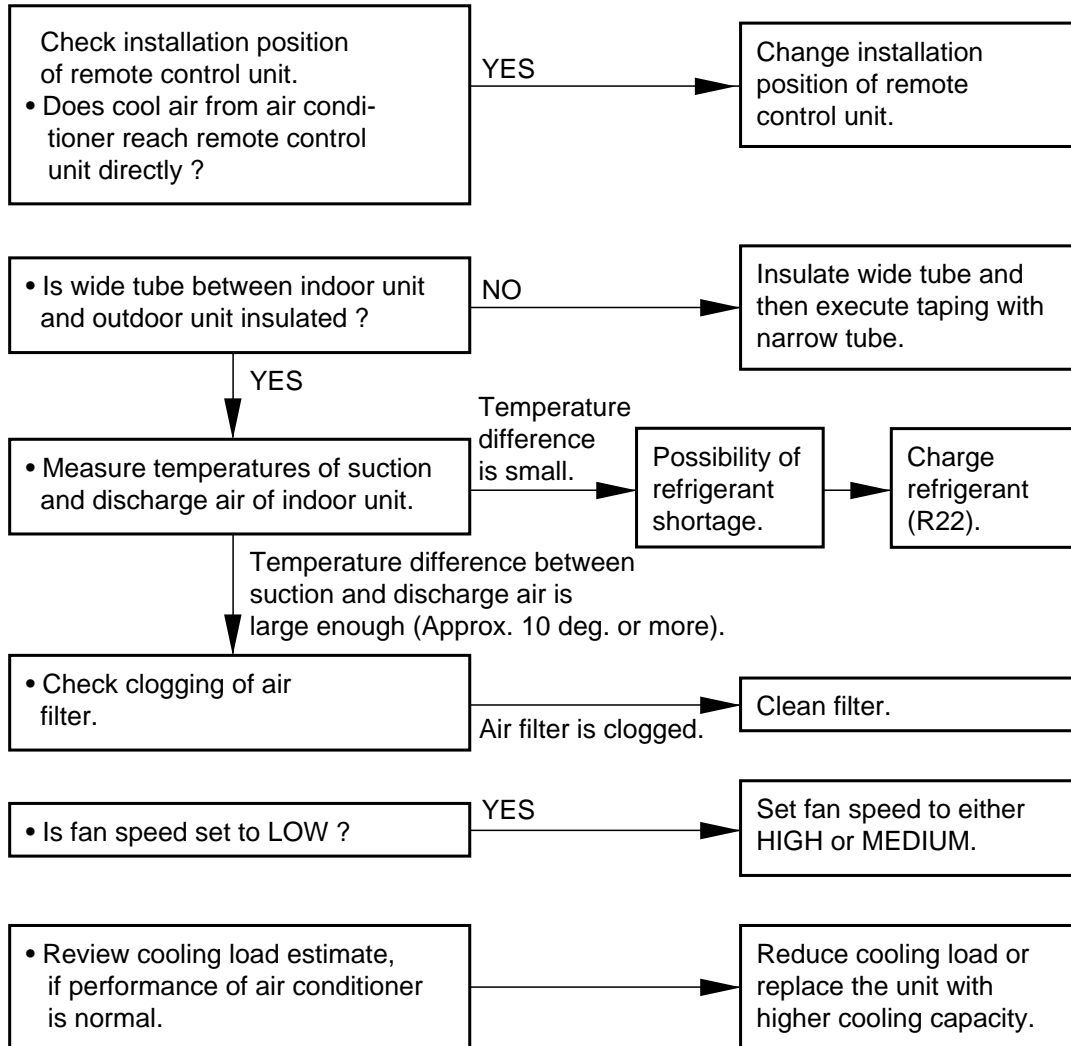 Check installation position
of remote control unit.
• Does cool air from air condi-
tioner reach remote control
unit directly ?
YES
Change installation
position of remote
control unit.
• Is wide tube between indoor unit
and outdoor unit insulated ?
NO
Insulate wide tube and
then execute taping with
narrow tube.
YES
• Measure temperatures of suction
and discharge air of indoor unit.
Temperature
difference
is small.
Possibility of
refrigerant
shortage.
Charge
refrigerant
(R22).
Temperature difference between
suction and discharge air is
large enough (Approx. 10 deg. or more).
• Check clogging of air
filter.
Air filter is clogged.
Clean filter.
• Is fan speed set to LOW ?
YES
Set fan speed to either
HIGH or MEDIUM.
• Review cooling load estimate,
if performance of air conditioner
is normal.
Reduce cooling load or
replace the unit with
higher cooling capacity.